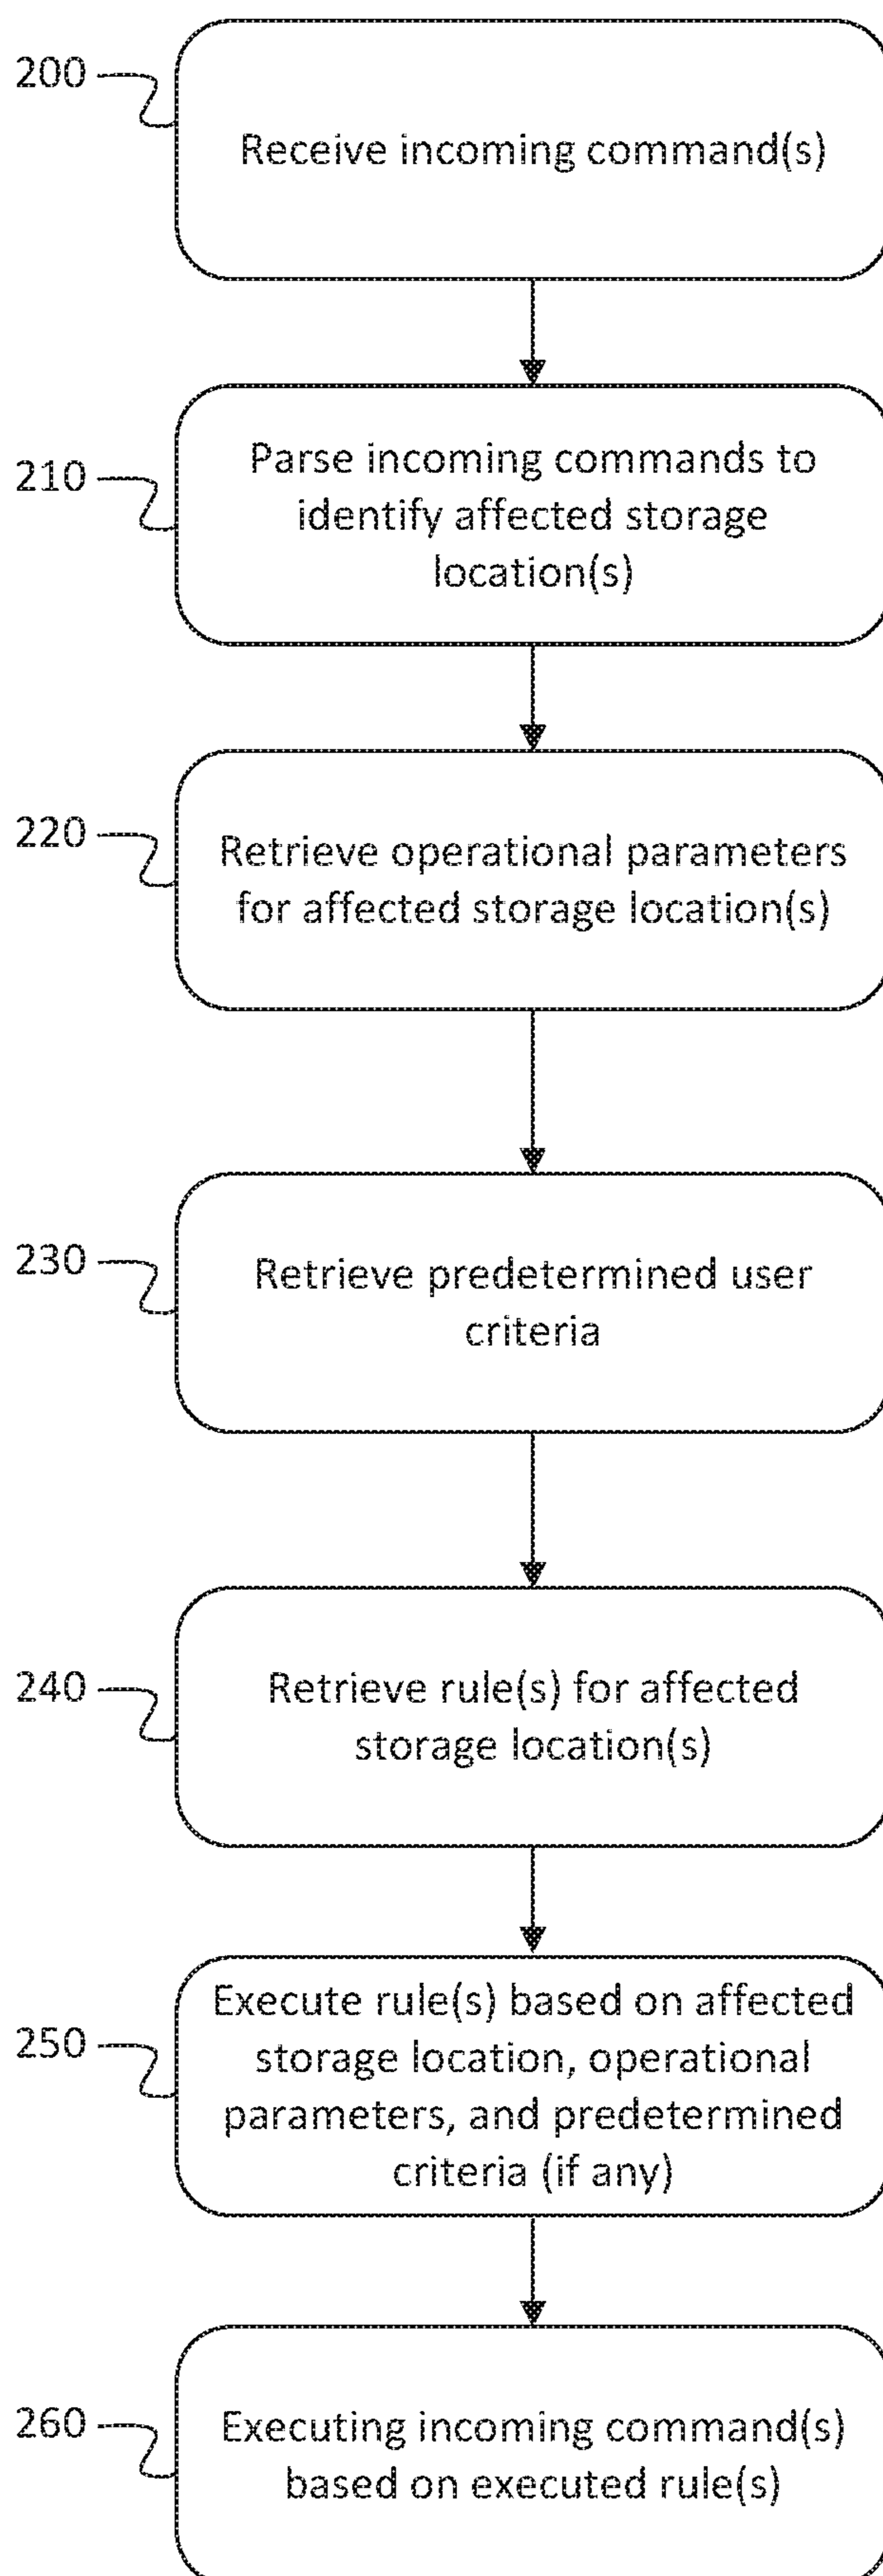 200
Receive incoming command(s)
210
Parse incoming commands to
identify affected storage
location(s)
220
Retrieve operational parameters
for affected storage location(s)
230
Retrieve predetermined user
criteria
240
Retrieve rule(s) for affected
storage location(s)
250
Execute rule(s) based on affected
storage location, operational
parameters, and predetermined
criteria (if any)
260
Executing incoming command(s)
based on executed rule(s)